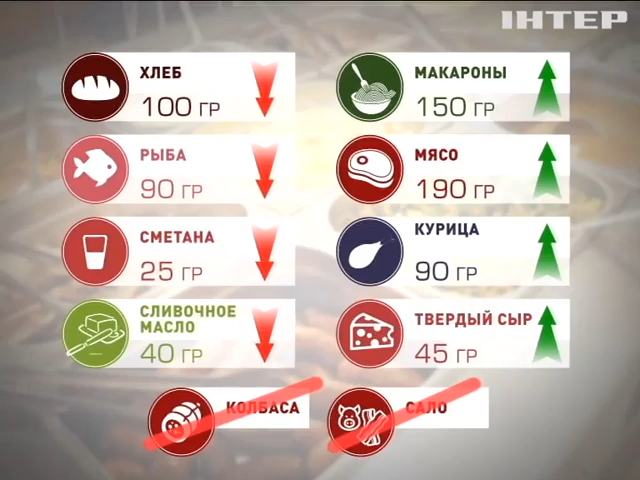 ІНТЕР
ХЛЕБ
100 ГР
МАКАРОНЫ
150 ГР
РЫБА
90 ГР
МЯСО
190 ГР
СМЕТАНА
25 ГР
КУРИЦА
90 ГР
СЛИВОЧНОЕ
МАСЛО
40 ГР
ТВЕРДЫЙ СЫР
45 ГР
КОЛБАСА
САЛО